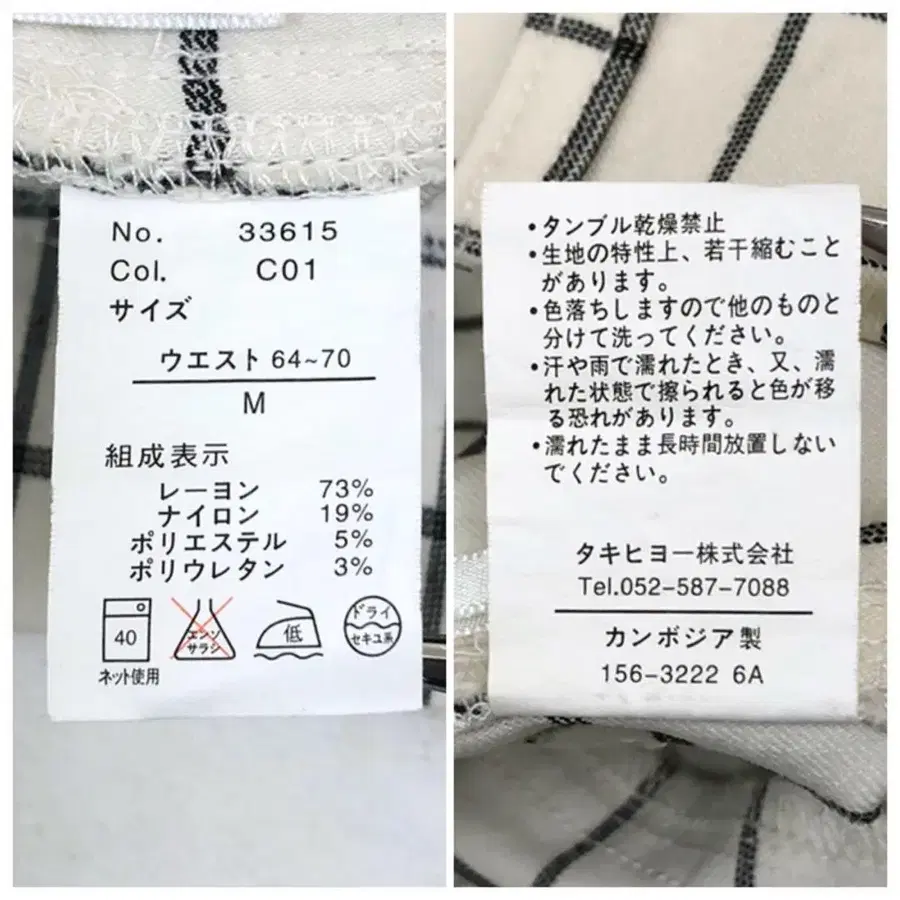 No. 33615
Col. C01
サイズ
ウエスト 64~70
M
組成表示
レーヨン 73%
ナイロン 19%
ポリエステル 5%
ポリウレタン 3%
40
ネット使用
エンソ
サラシ
低
ドライ
セキユ系
・タンブル乾燥禁止
・生地の特性上、若干縮むこと
があります。
・色落ちしますので他のものと
分けて洗ってください。
・汗や雨で濡れたとき、又、濡
れた状態で擦られると色が移
る恐れがあります。
・濡れたまま長時間放置しない
でください。
タキヒヨー株式会社
Tel.052-587-7088
カンボジア製
156-3222 6A